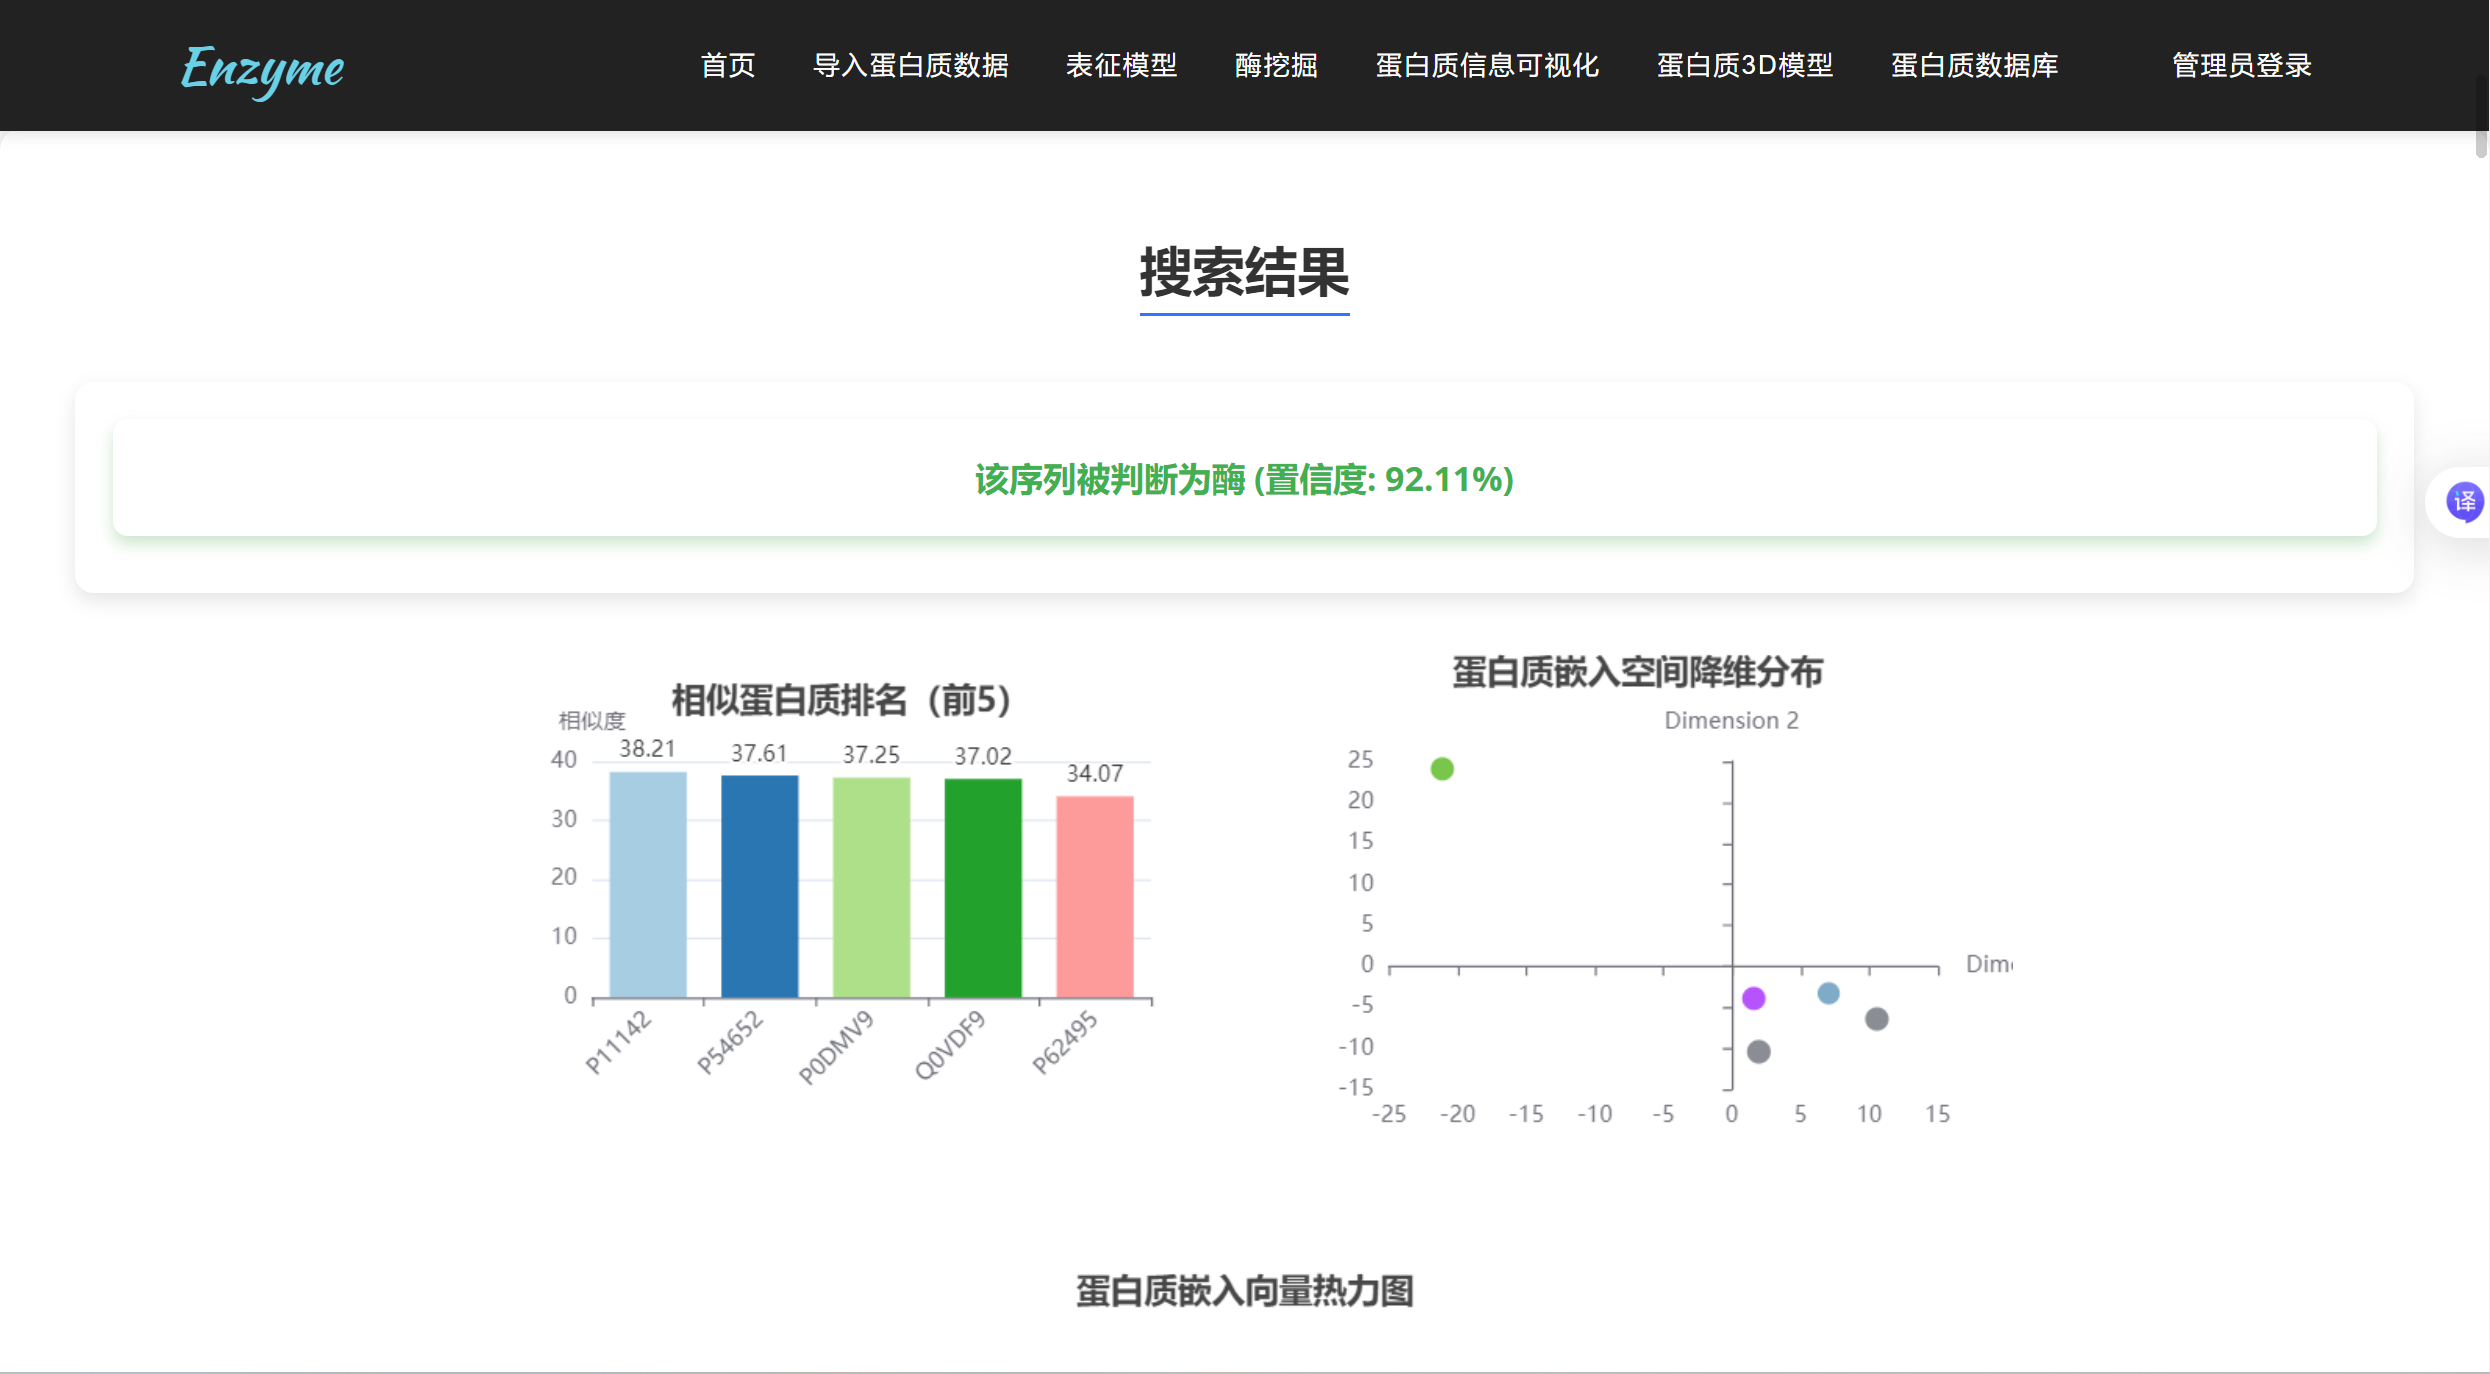 Enzyme
首页 导入蛋白质数据 表征模型 酶挖掘 蛋白质信息可视化 蛋白质3D模型 蛋白质数据库 管理员登录
搜索结果
该序列被判断为酶 (置信度: 92.11%)
译
相似蛋白质排名（前5）
相似度
38.21 37.61 37.25 37.02 34.07
40
30
20
10
0
P11142 P54652 P0DMV9 Q0VDF9 P62495
蛋白质嵌入空间降维分布
Dimension 2
25
20
15
10
5
0
-5
-10
-15
-25 -20 -15 -10 -5 0 5 10 15
蛋白质嵌入向量热力图